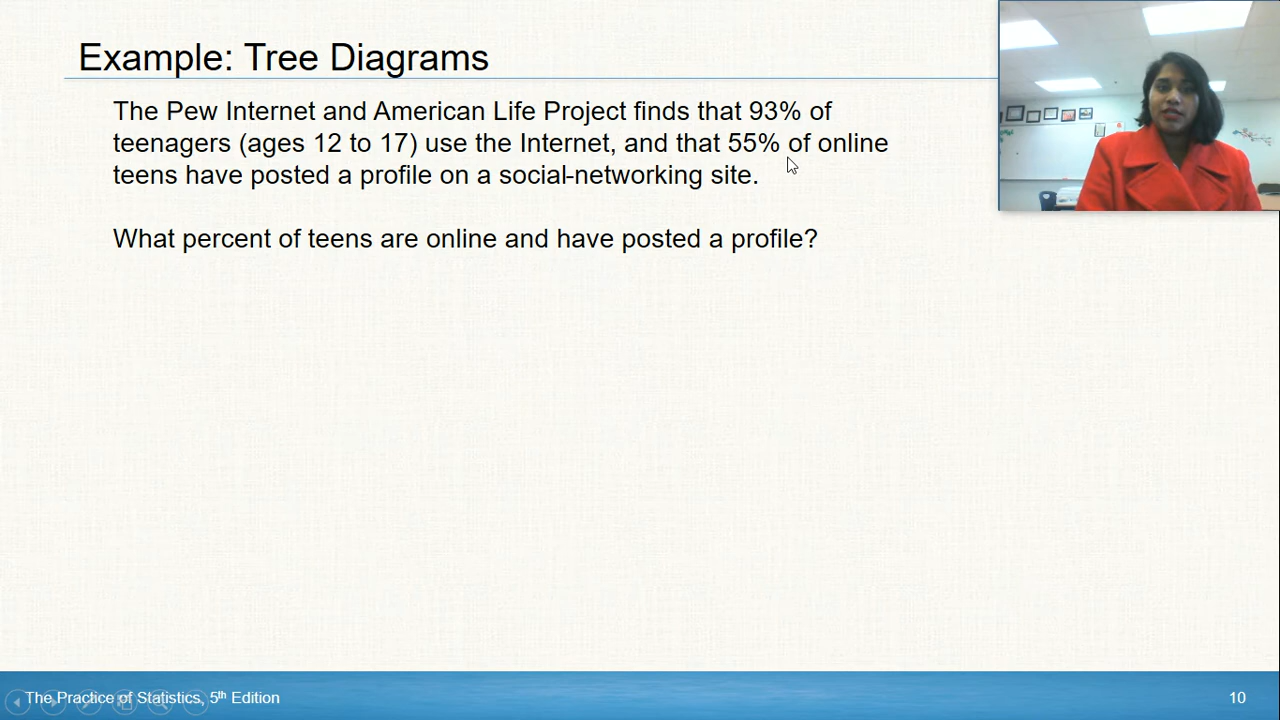 Example: Tree Diagrams
The Pew Internet and American Life Project finds that 93% of
teenagers (ages 12 to 17) use the Internet, and that 55% of online
teens have posted a profile on a social-networking site.
What percent of teens are online and have posted a profile?
The Practice of Statistics, 5th Edition
10